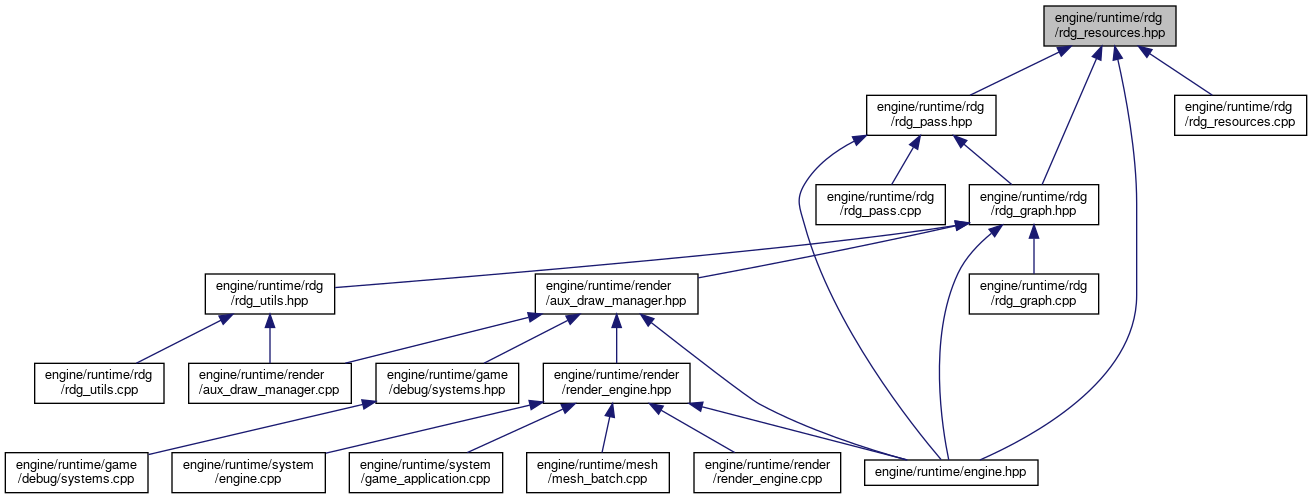 engine/runtime/rdg
/rdg_resources.hpp
engine/runtime/rdg
/rdg_pass.hpp
engine/runtime/rdg
/rdg_resources.cpp
engine/runtime/rdg
/rdg_pass.cpp
engine/runtime/rdg
/rdg_graph.hpp
engine/runtime/rdg
/rdg_utils.hpp
engine/runtime/render
/aux_draw_manager.hpp
engine/runtime/rdg
/rdg_graph.cpp
engine/runtime/rdg
/rdg_utils.cpp
engine/runtime/render
/aux_draw_manager.cpp
engine/runtime/game
/debug/systems.hpp
engine/runtime/render
/render_engine.hpp
engine/runtime/game
/debug/systems.cpp
engine/runtime/system
/engine.cpp
engine/runtime/system
/game_application.cpp
engine/runtime/mesh
/mesh_batch.cpp
engine/runtime/render
/render_engine.cpp
engine/runtime/engine.hpp